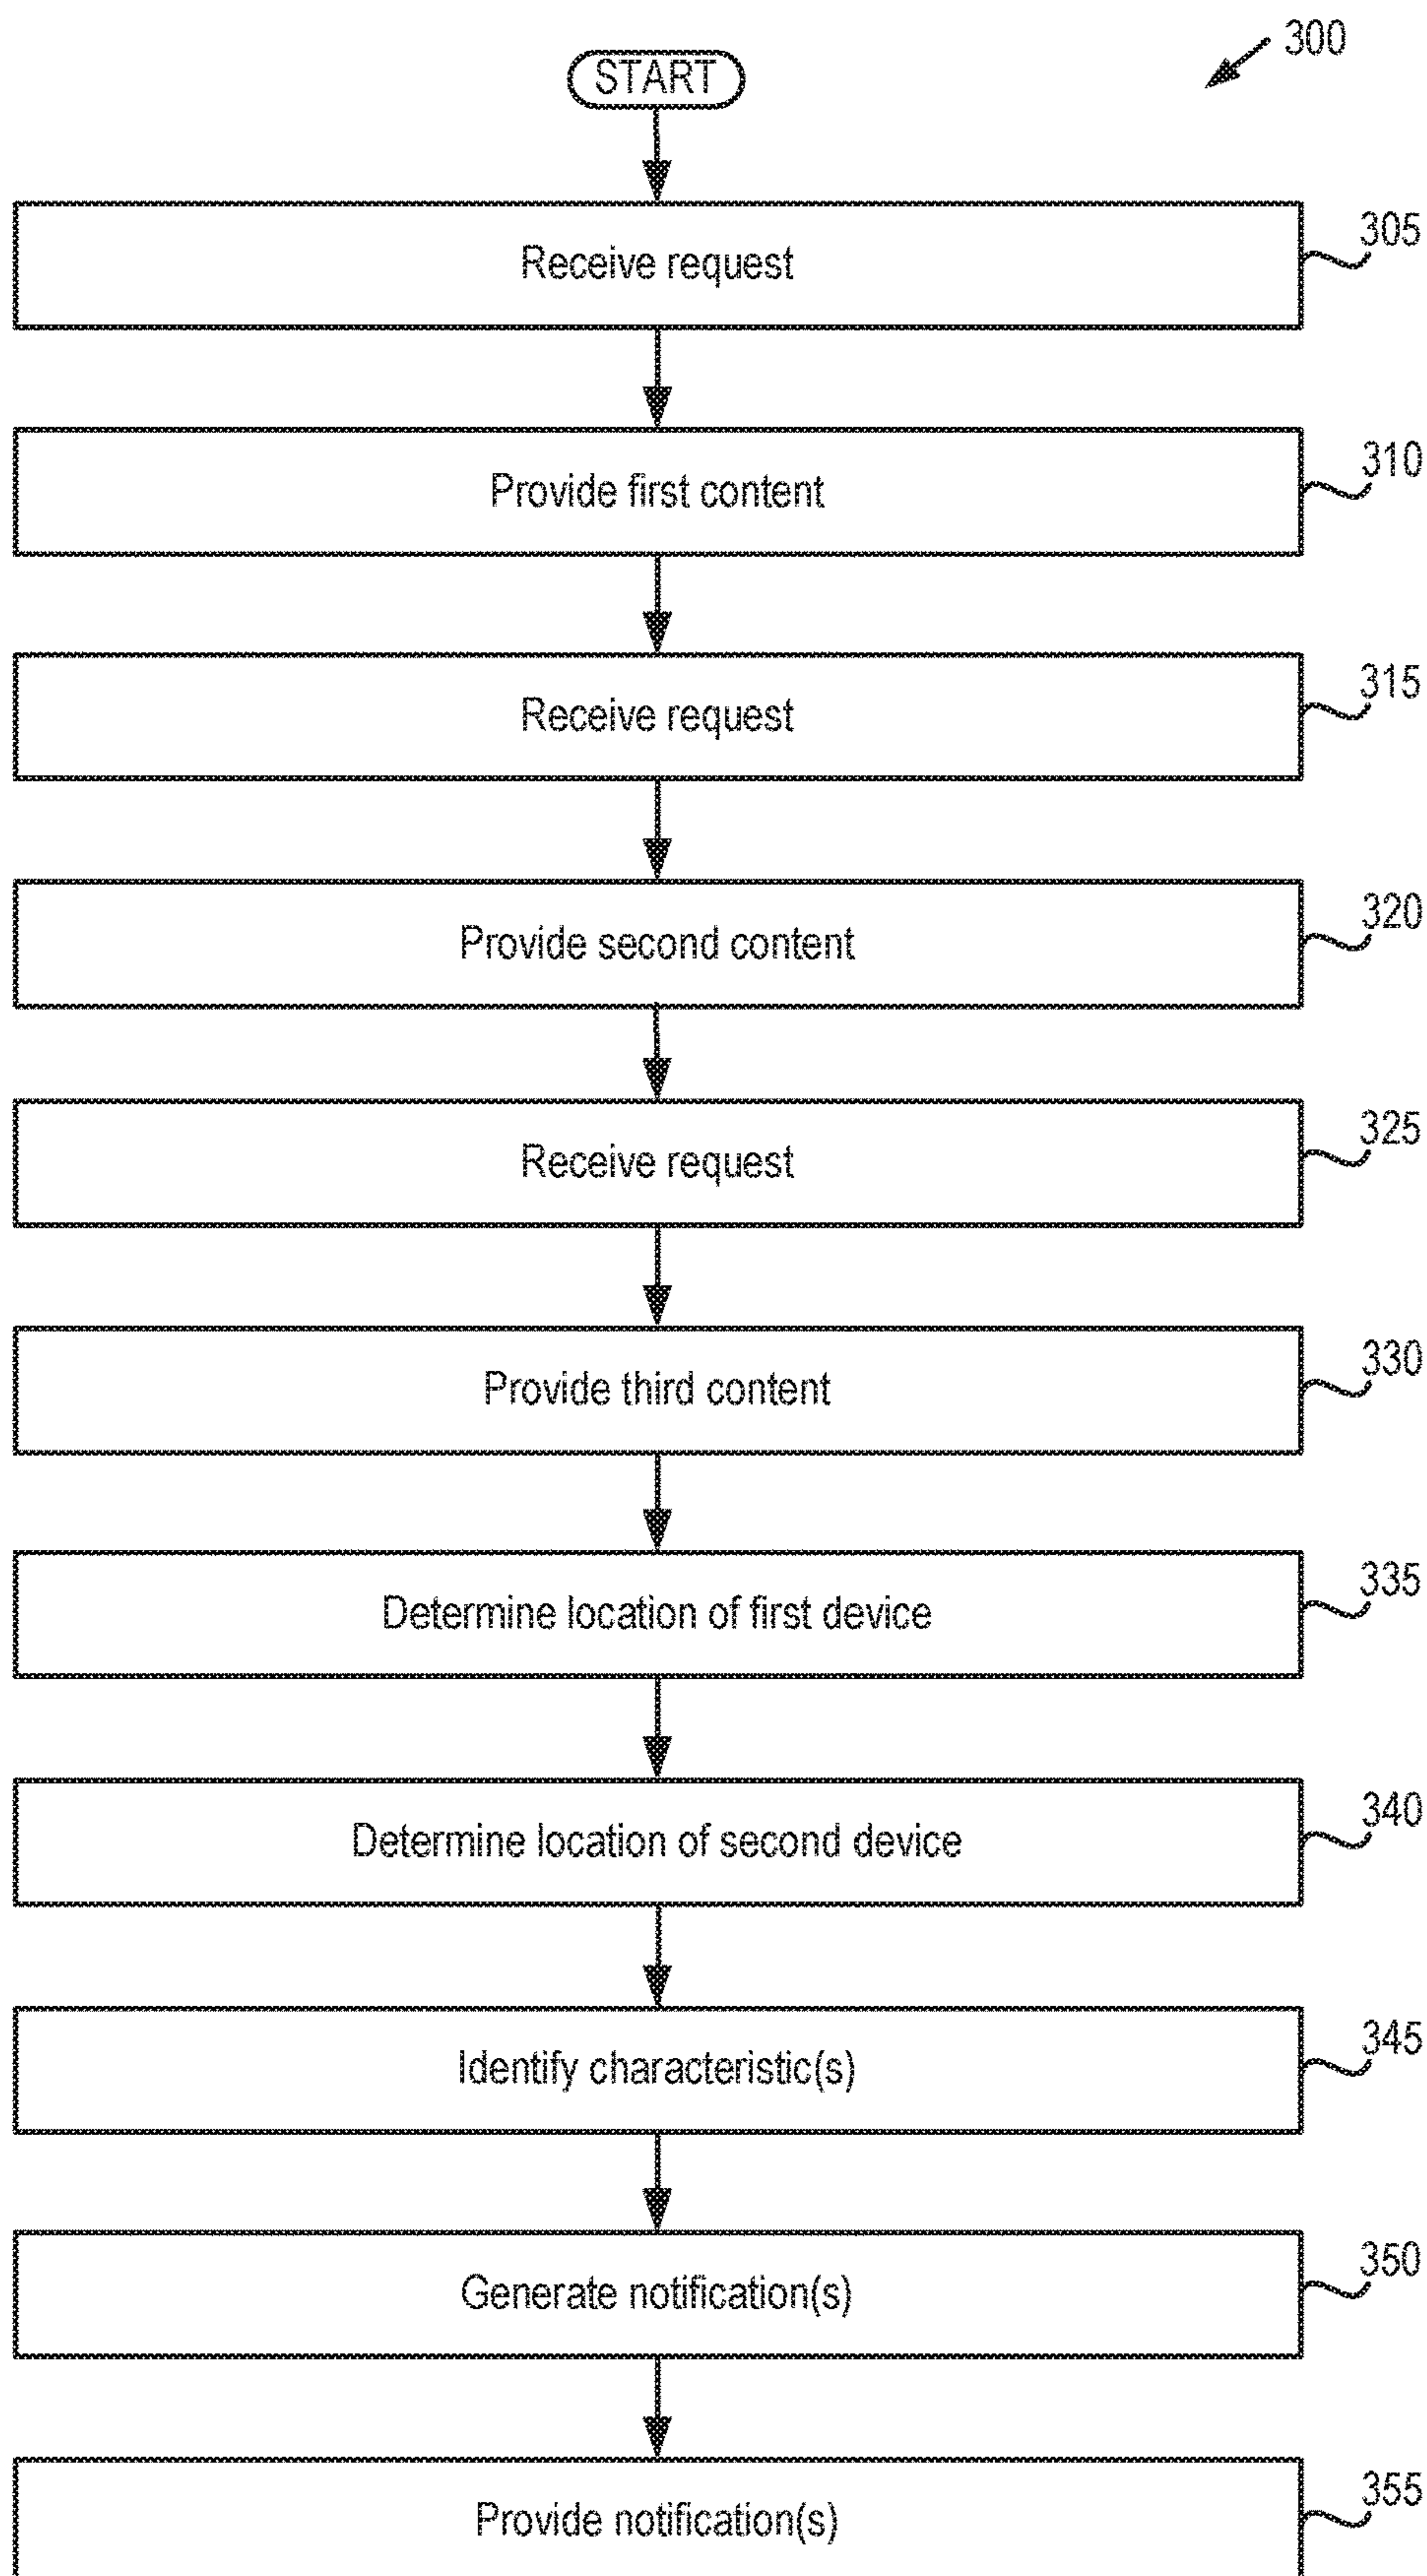 300
START
Receive request
305
Provide first content
310
Receive request
315
Provide second content
320
Receive request
325
Provide third content
330
Determine location of first device
335
Determine location of second device
340
Identify characteristic(s)
345
Generate notification(s)
350
Provide notification(s)
355